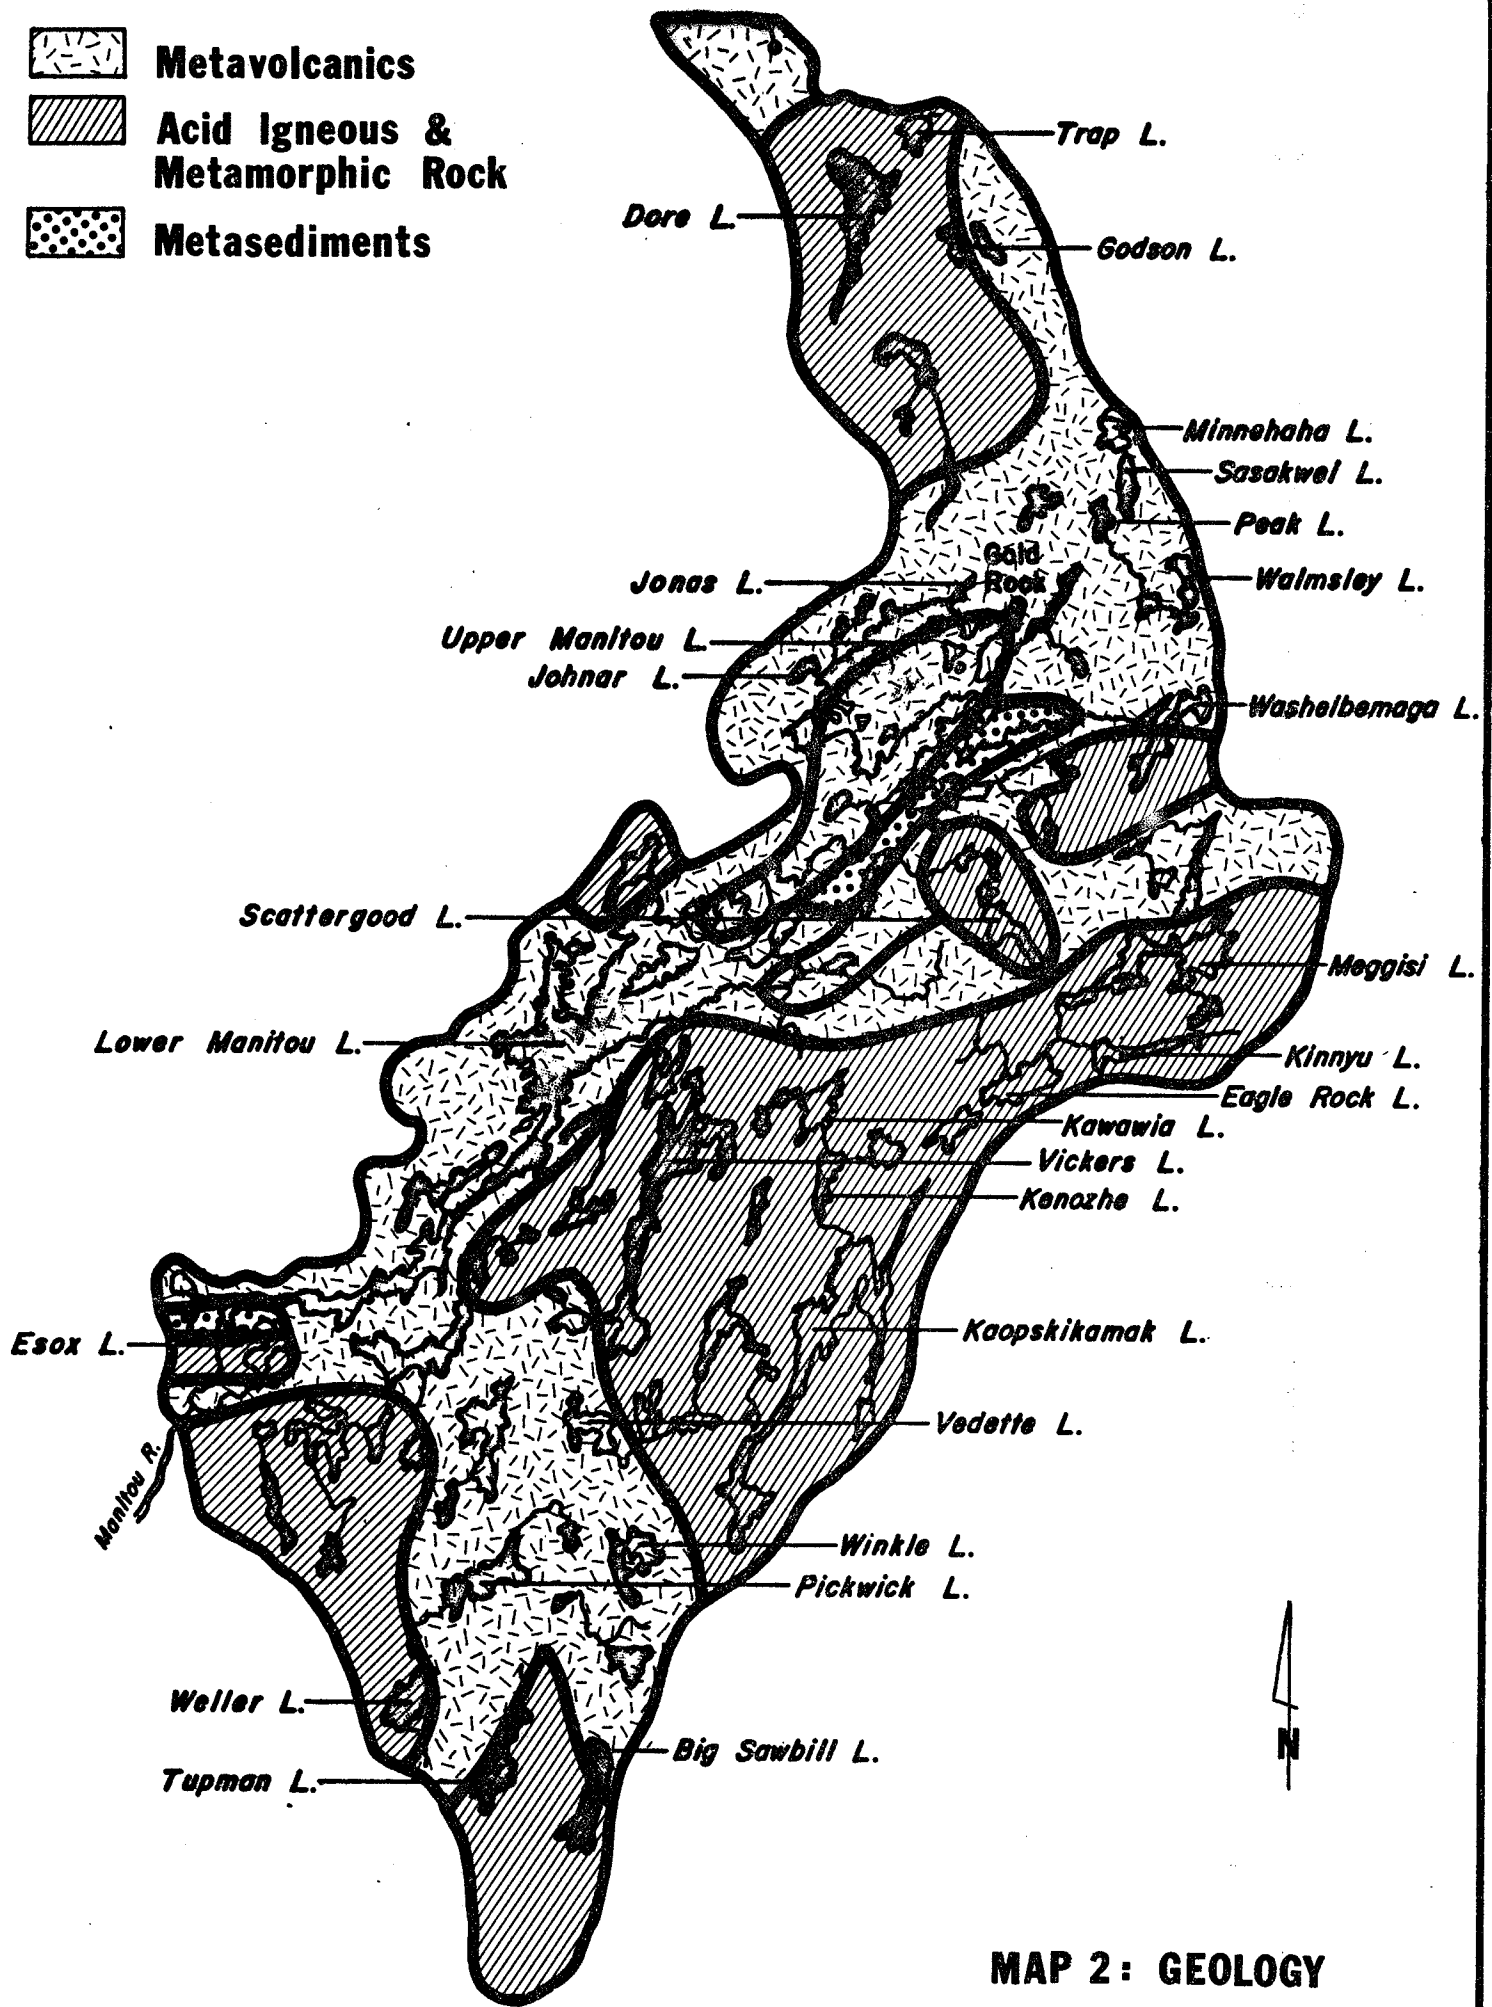 Metavolcanics
Acid Igneous &
Metamorphic Rock
Metasediments
Trap L.
Dore L.
Godson L.
Minnehaha L.
Sasakwei L.
Peak L.
Gold
Rock
Jonas L.
Walmsley L.
Upper Manitou L.
Johnar L.
Washeibemaga L.
Scattergood L.
Meggisi L.
Lower Manitou L.
Kinnyu L.
Eagle Rock L.
Kawawia L.
Vickers L.
Kenozhe L.
Kaopskikamak L.
Esox L.
Vedette L.
Manitou R.
Winkle L.
Pickwick L.
Weller L.
Big Sawbill L.
Tupman L.
N
MAP 2: GEOLOGY